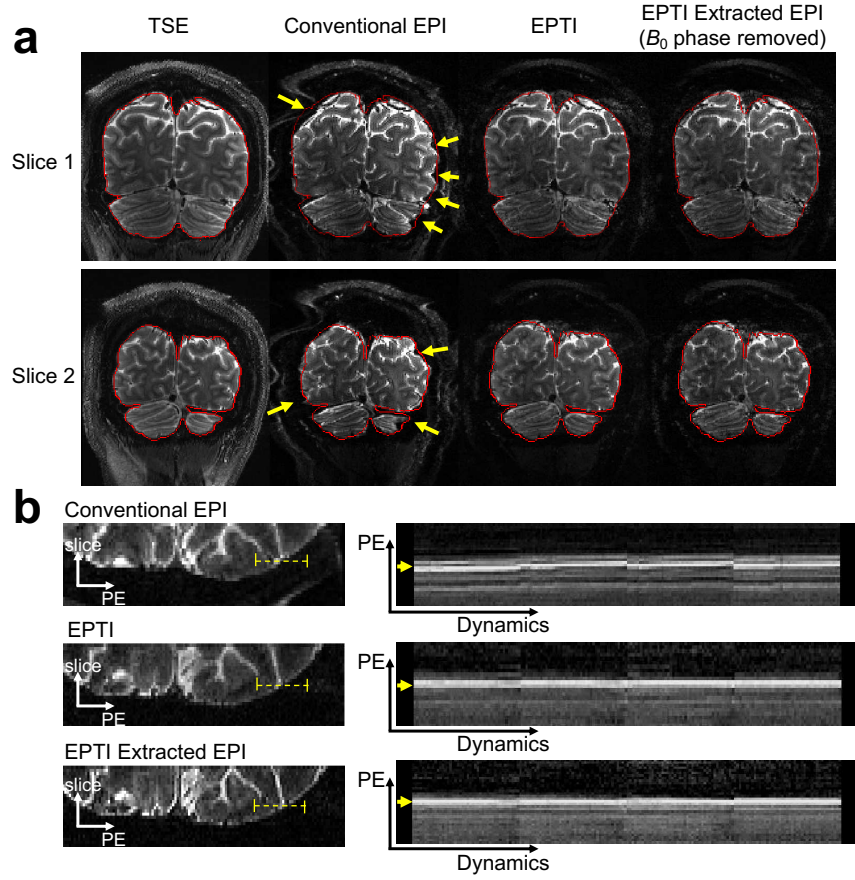 a
TSE
Conventional EPI
EPTI
EPTI Extracted EPI
(B₀ phase removed)
Slice 1
Slice 2
b
Conventional EPI
slice
PE
PE
Dynamics
EPTI
slice
PE
PE
Dynamics
EPTI Extracted EPI
slice
PE
PE
Dynamics